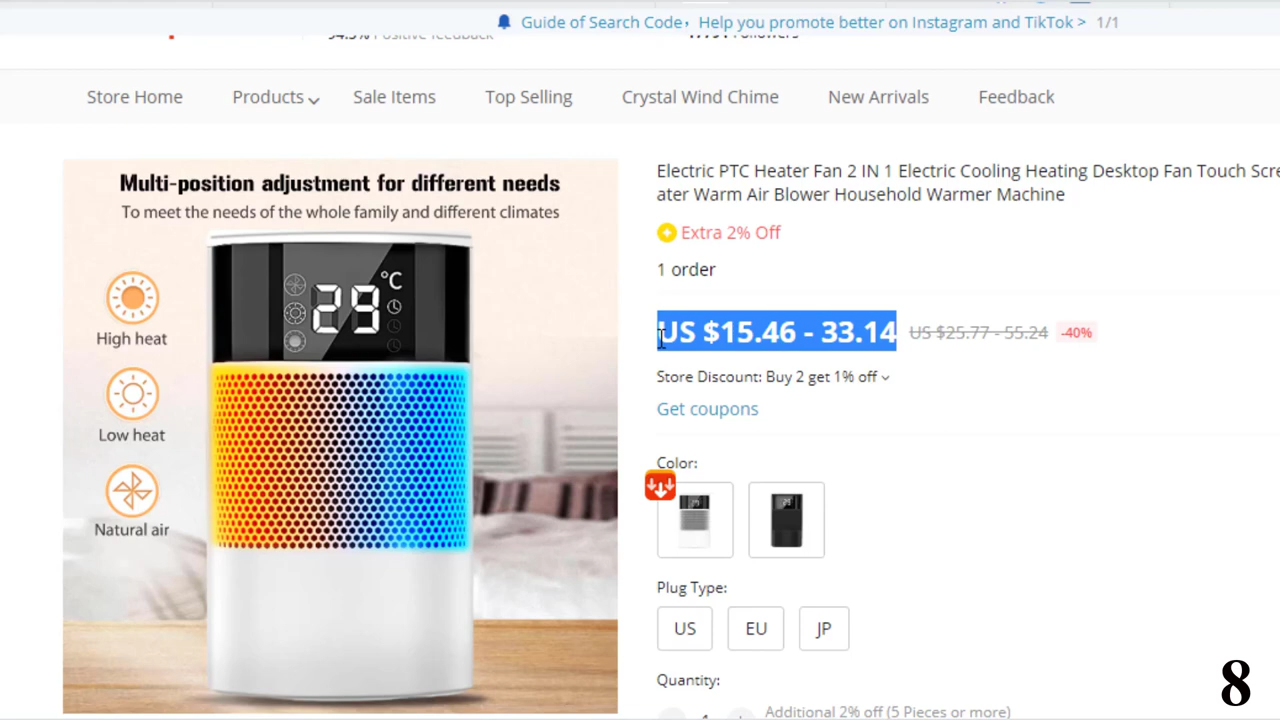 Guide of Search Code, Help you promote better on Instagram and TikTok > 1/1
94.5% Positive feedback
Followers
Store Home Products Sale Items Top Selling Crystal Wind Chime New Arrivals Feedback
Multi-position adjustment for different needs
To meet the needs of the whole family and different climates
29 °C
High heat
Low heat
Natural air
Electric PTC Heater Fan 2 IN 1 Electric Cooling Heating Desktop Fan Touch Scre
ater Warm Air Blower Household Warmer Machine
Extra 2% Off
1 order
US $15.46 - 33.14 US $25.77 - 55.24 -40%
Store Discount: Buy 2 get 1% off
Get coupons
Color:
Plug Type:
US EU JP
Quantity:
Additional 2% off (5 Pieces or more)
8